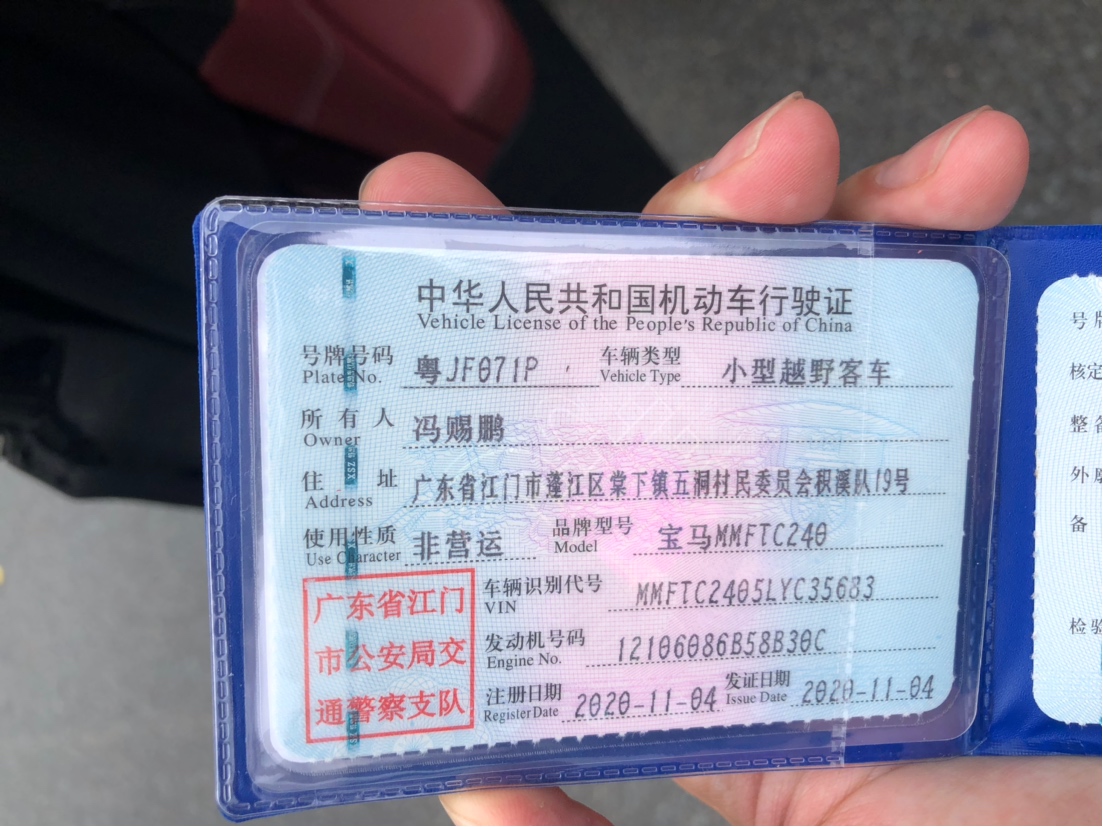 中华人民共和国机动车行驶证
Vehicle License of the People's Republic of China
号牌号码 粤JF071P 车辆类型 小型越野客车
Plate No. Vehicle Type
所有人 冯赐鹏
Owner
住址 广东省江门市蓬江区棠下镇五洞村民委员会积溪队19号
Address
使用性质 非营运 品牌型号 宝马MMFTC240
Use Character Model
车辆识别代号 MMFTC2405LYC35683
VIN
发动机号码 12106086B58B30C
Engine No.
注册日期 2020-11-04 发证日期 2020-11-04
Register Date Issue Date
广东省江门
市公安局交
通警察支队
号牌
核定
整备
外廓
备
检验